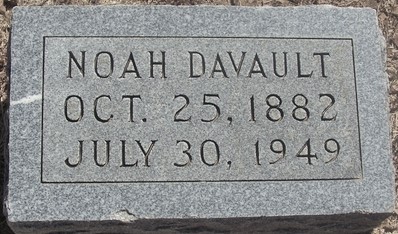 NOAH DAVAULT
OCT. 25, 1882
JULY 30, 1949